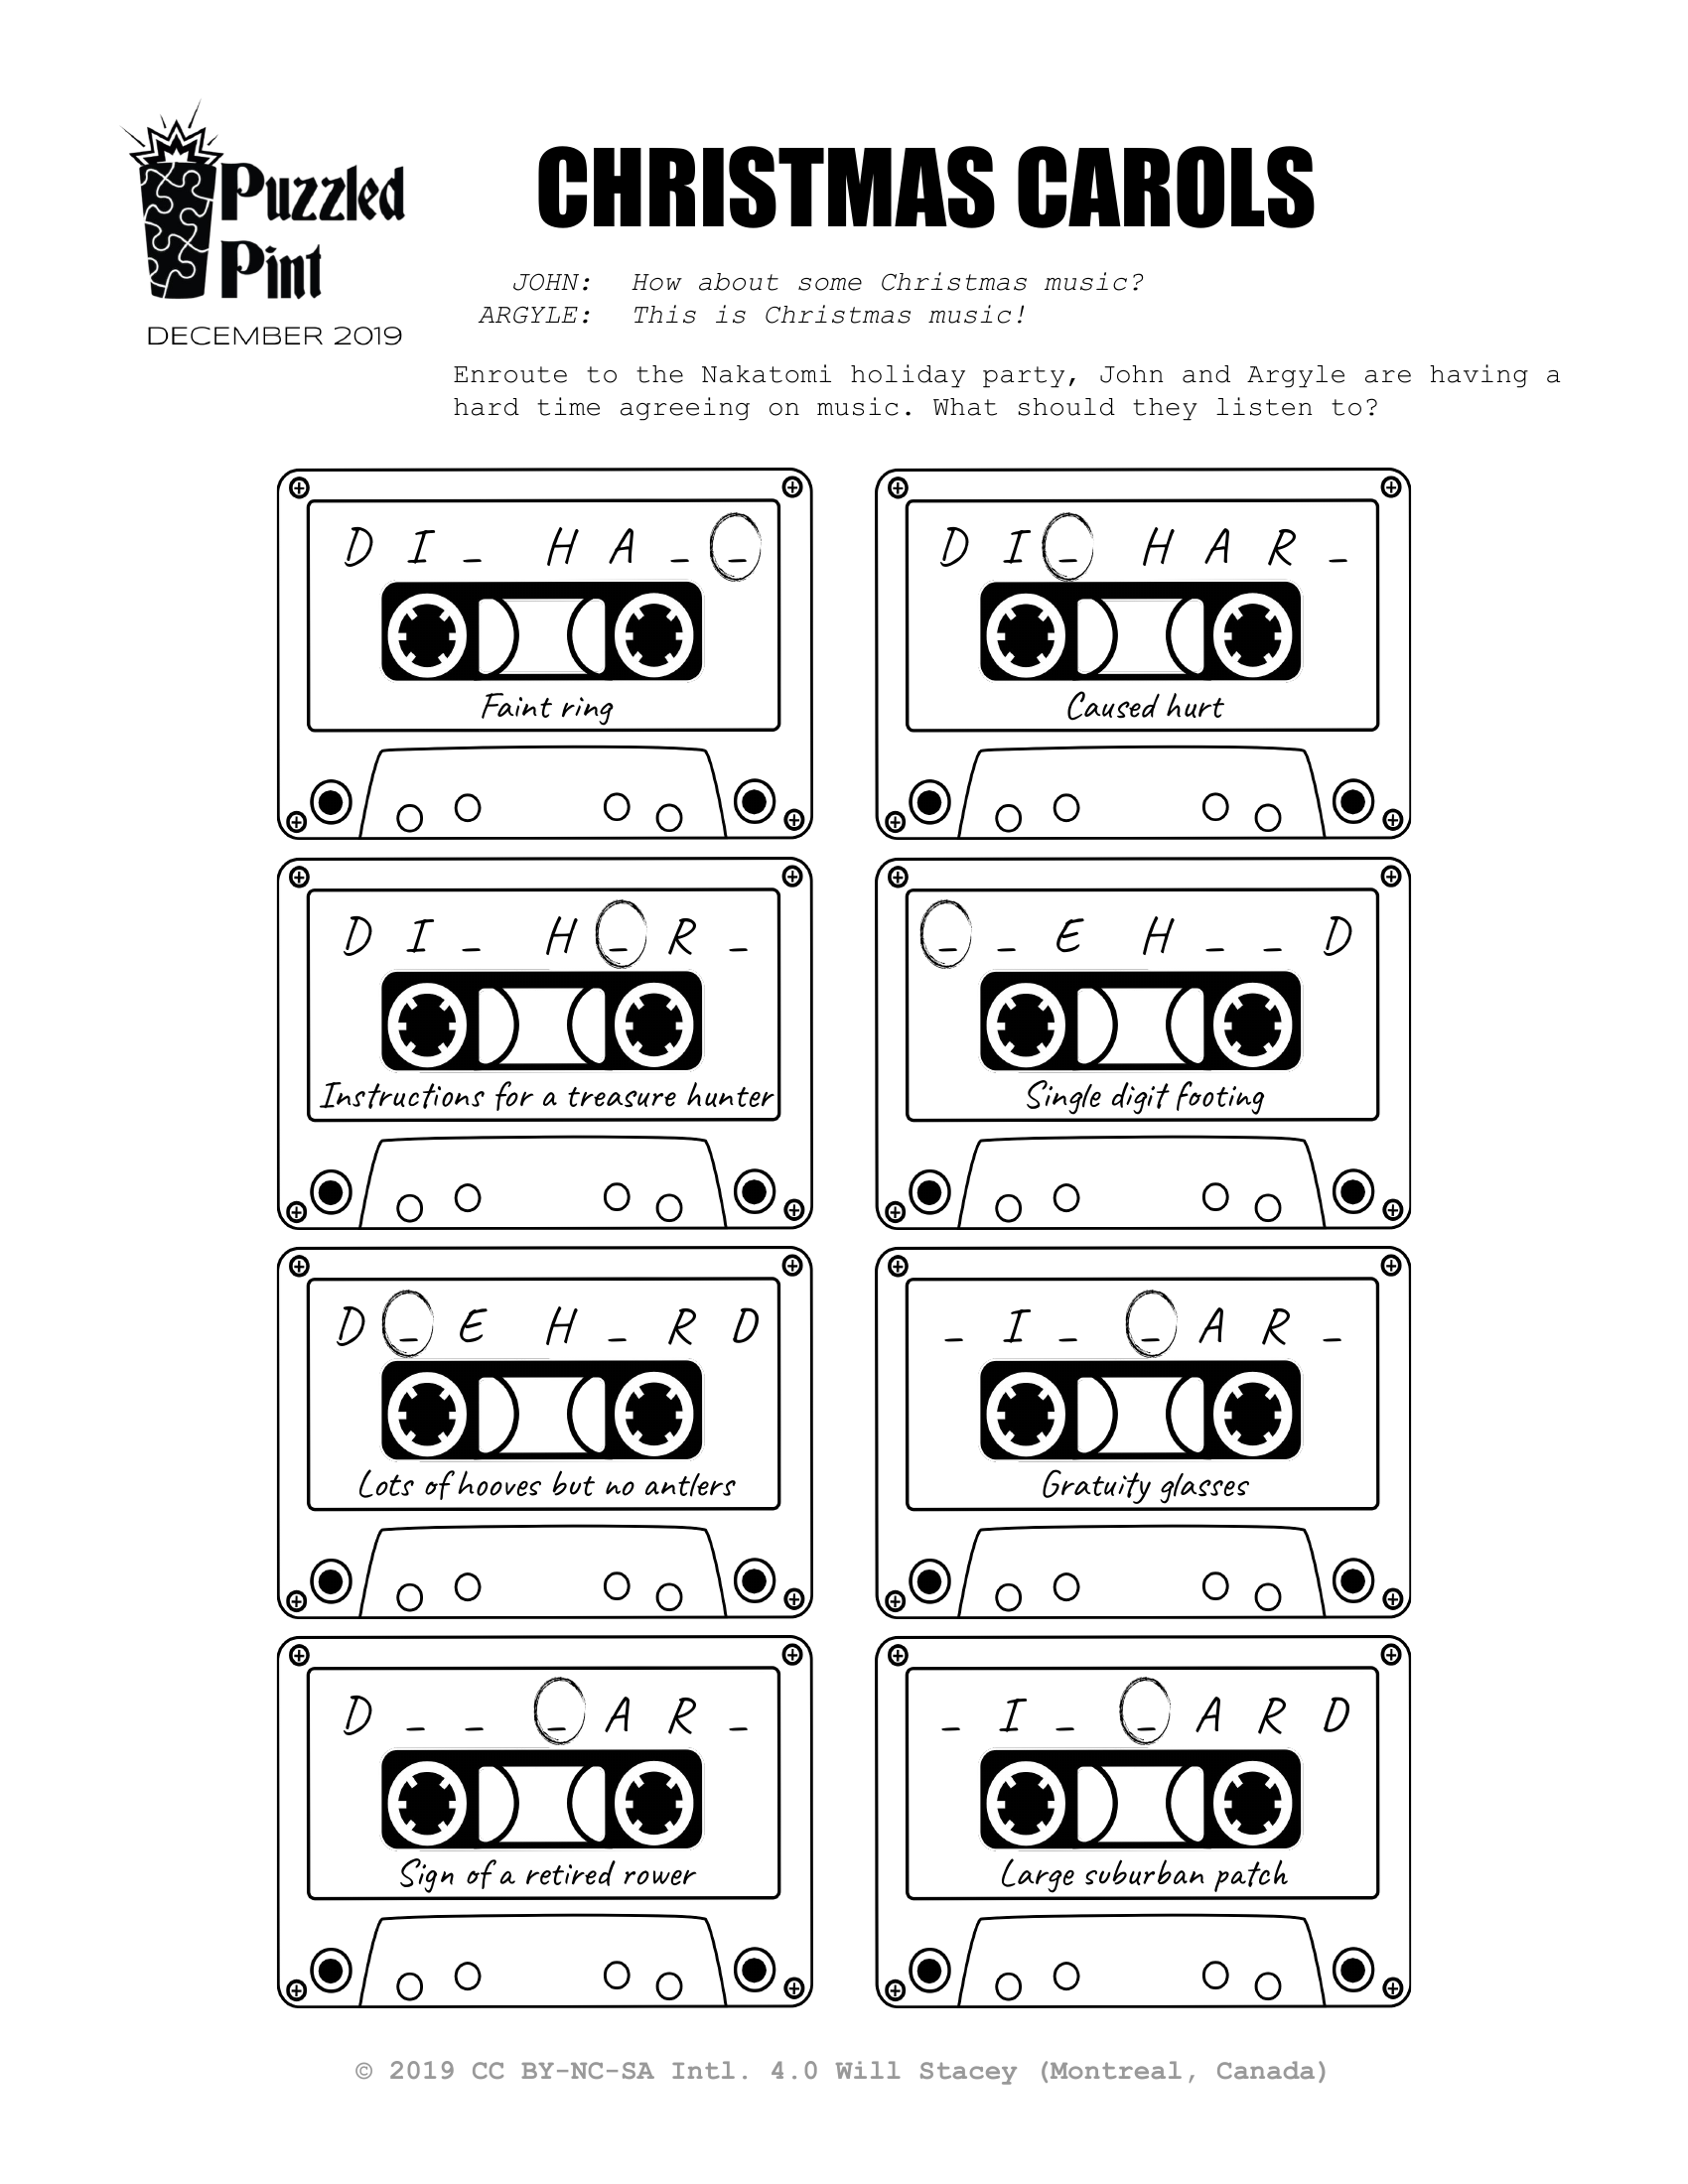 Puzzled
Pint
DECEMBER 2019
CHRISTMAS CAROLS
JOHN: How about some Christmas music?
ARGYLE: This is Christmas music!
Enroute to the Nakatomi holiday party, John and Argyle are having a
hard time agreeing on music. What should they listen to?
D I _ H A _ _
Faint ring
D I _ H A R _
Caused hurt
D I _ H _ R _
Instructions for a treasure hunter
_ _ E H _ _ D
Single digit footing
D _ E H _ R D
Lots of hooves but no antlers
_ I _ _ A R _
Gratuity glasses
D _ _ _ A R _
Sign of a retired rower
_ I _ _ A R D
Large suburban patch
© 2019 CC BY-NC-SA Intl. 4.0 Will Stacey (Montreal, Canada)